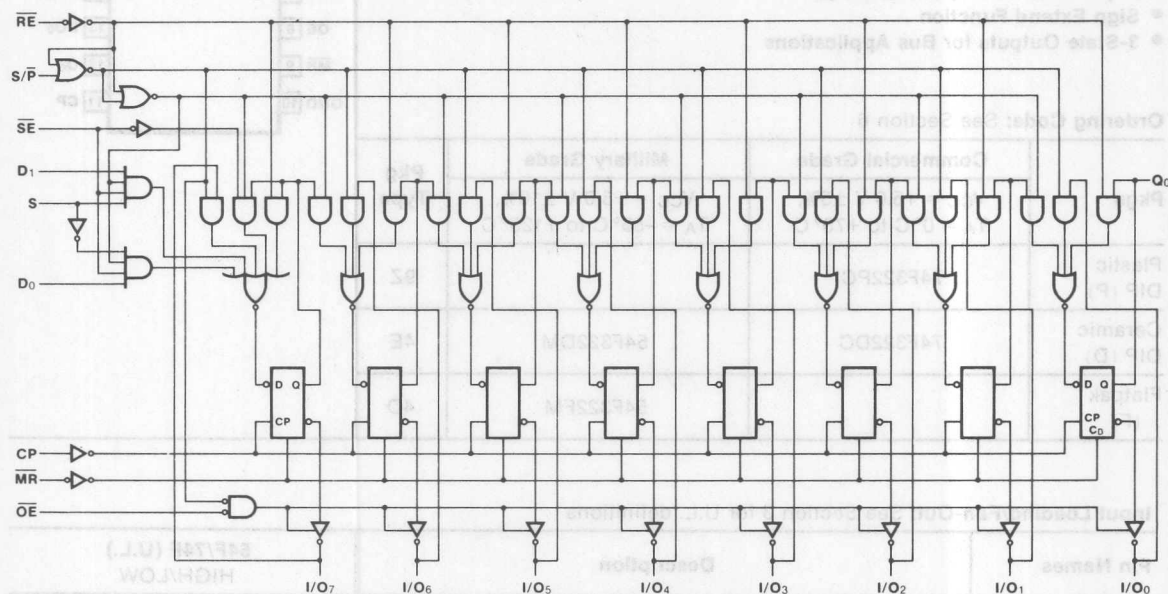 RE
• Sign Extend Function
• 3-State Outputs for Bus Applications
S/P
CP
SE
Ordering Code: See Section
Commercial Grade
Military Grade
Pkg
D1
S
Q0
D0
Plastic
DIP (P)
74F322PC
9Z
Ceramic
DIP (D)
74F322DC
54F322DM
4E
Flatpak
54F322FM
4D
D Q
CP
D Q
CP
CD
CP
MR
OE
Input Loading/Fan-Out: See Section 3 for U.L. definitions
Pin Names
Description
54F/74F (U.L.)
HIGH/LOW
I/O7
I/O6
I/O5
I/O4
I/O3
I/O2
I/O1
I/O0